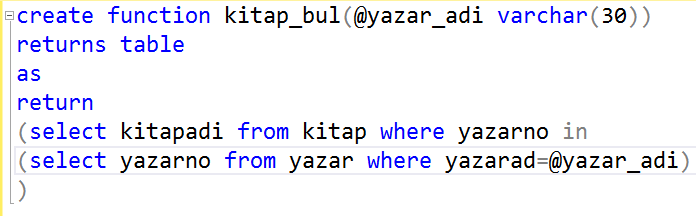 create function kitap_bul(@yazar_adi varchar(30))
returns table
as
return
(select kitapadi from kitap where yazarno in
(select yazarno from yazar where yazarad=@yazar_adi)
)